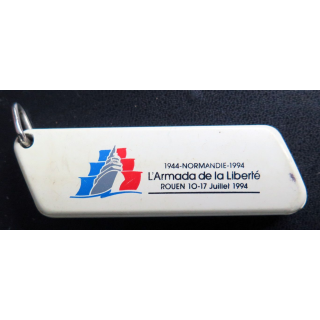 1944-NORMANDIE-1994
L'Armada de la Liberté
ROUEN 10-17 Juillet 1994